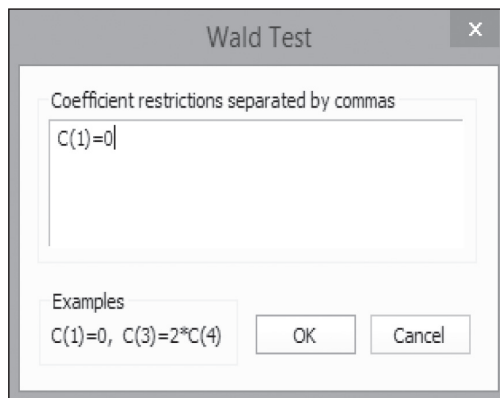 Wald Test
x
Coefficient restrictions separated by commas
C(1)=0
Examples
C(1)=0, C(3)=2*C(4)
OK
Cancel